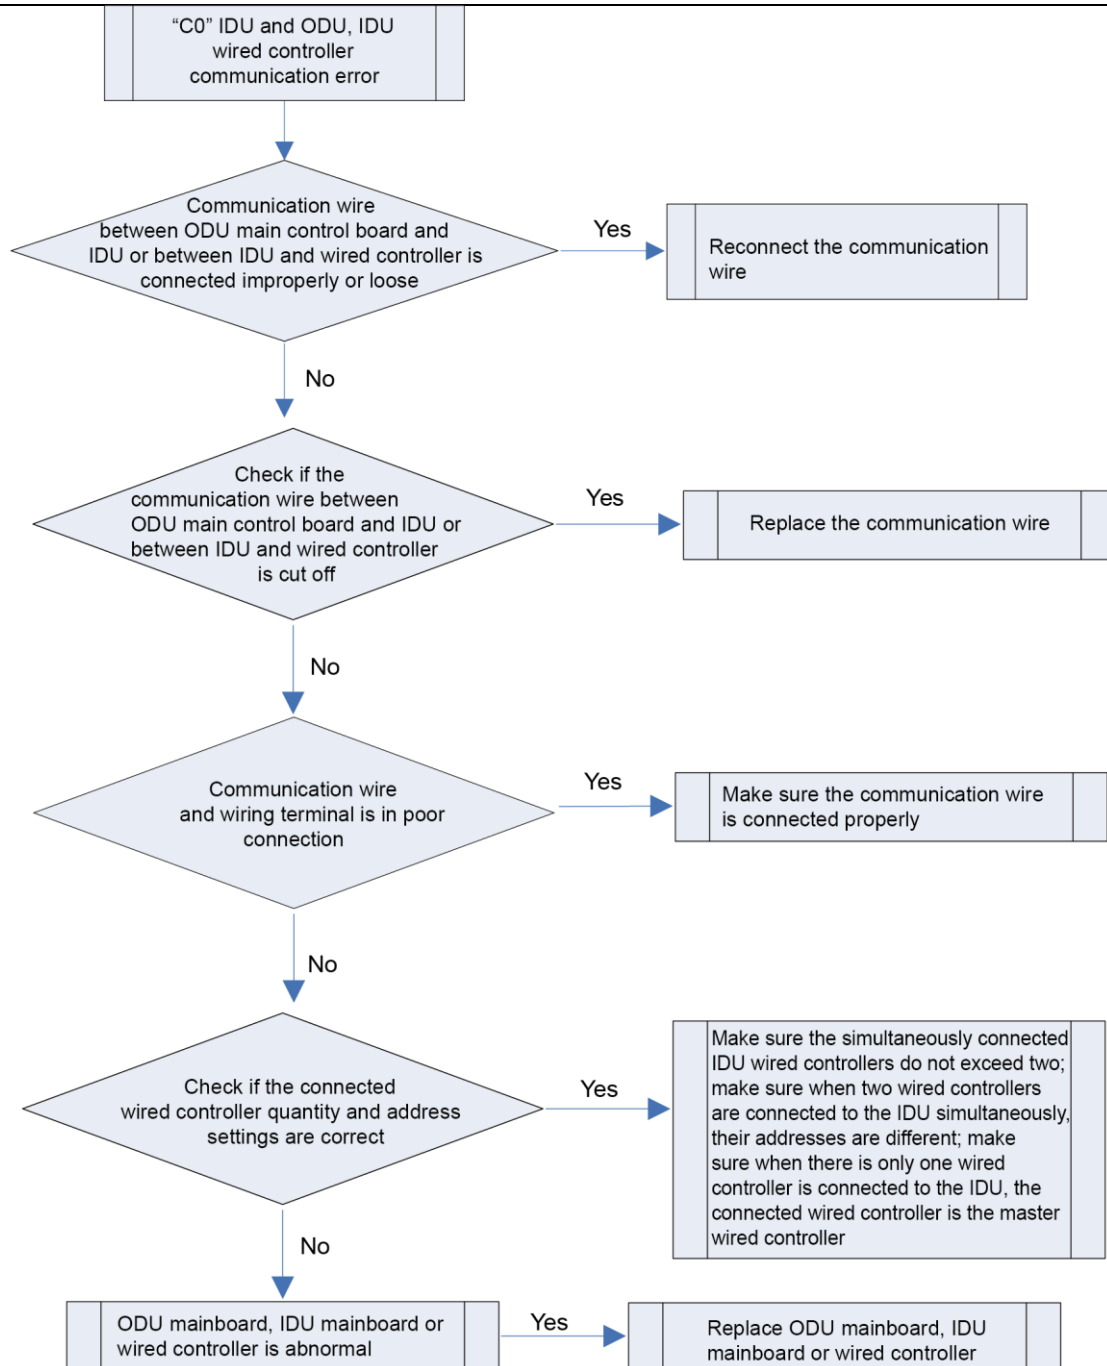 “C0” IDU and ODU, IDU
wired controller
communication error
Communication wire
between ODU main control board and
IDU or between IDU and wired controller is
connected improperly or loose
Yes
Reconnect the communication
wire
No
Check if the
communication wire between
ODU main control board and IDU or
between IDU and wired controller
is cut off
Yes
Replace the communication wire
No
Communication wire
and wiring terminal is in poor
connection
Yes
Make sure the communication wire
is connected properly
No
Check if the connected
wired controller quantity and address
settings are correct
Yes
Make sure the simultaneously connected
IDU wired controllers do not exceed two;
make sure when two wired controllers
are connected to the IDU simultaneously,
their addresses are different; make
sure when there is only one wired
controller is connected to the IDU, the
connected wired controller is the master
wired controller
No
ODU mainboard, IDU mainboard or
wired controller is abnormal
Yes
Replace ODU mainboard, IDU
mainboard or wired controller